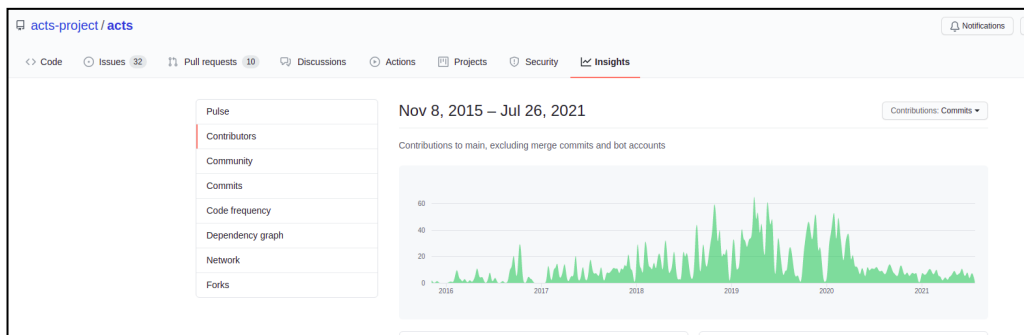 acts-project / acts
Notifications
Code
Issues 32
Pull requests 10
Discussions
Actions
Projects
Security
Insights
Pulse
Contributors
Community
Commits
Code frequency
Dependency graph
Network
Forks
Nov 8, 2015 – Jul 26, 2021
Contributions: Commits
Contributions to main, excluding merge commits and bot accounts
60
40
20
0
2016 2017 2018 2019 2020 2021